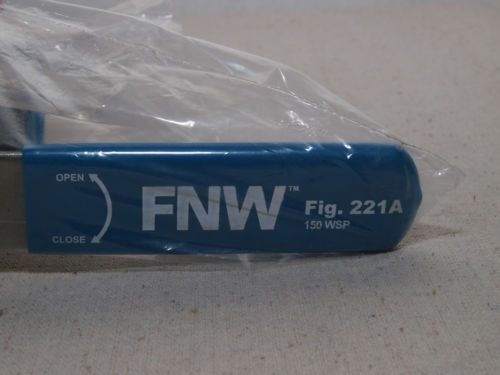 OPEN
CLOSE
FNW™
Fig. 221A
150 WSP